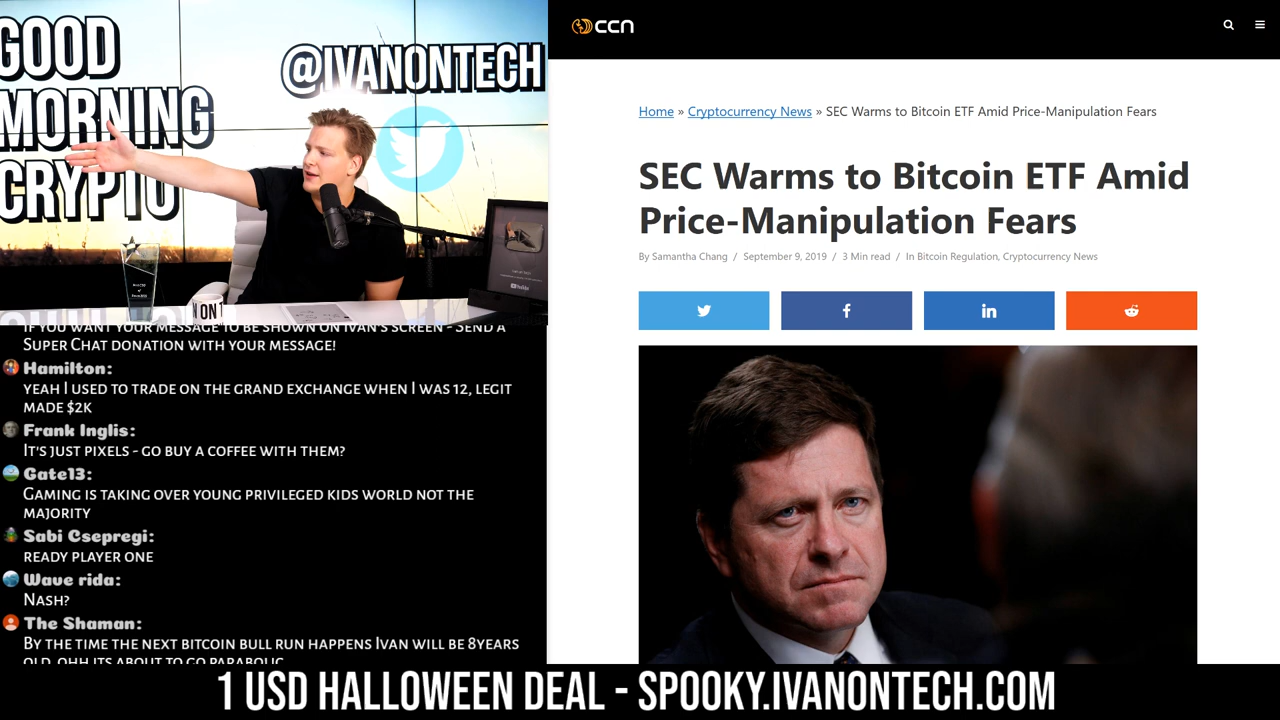 GOOD
MORNING
CRYPTO
@IVANONTECH
N ON T
YouTube
IF YOU WANT YOUR MESSAGE TO BE SHOWN ON IVAN'S SCREEN - SEND A
SUPER CHAT DONATION WITH YOUR MESSAGE!
Hamilton:
YEAH I USED TO TRADE ON THE GRAND EXCHANGE WHEN I WAS 12, LEGIT
MADE $2K
Frank Inglis:
IT'S JUST PIXELS - GO BUY A COFFEE WITH THEM?
Gate13:
GAMING IS TAKING OVER YOUNG PRIVILEGED KIDS WORLD NOT THE
MAJORITY
Sabi Csepregi:
READY PLAYER ONE
Wave rida:
NASH?
The Shaman:
BY THE TIME THE NEXT BITCOIN BULL RUN HAPPENS IVAN WILL BE 8YEARS
OLD. OHH ITS ABOUT TO GO PARABOLIC
CCN
Home » Cryptocurrency News » SEC Warms to Bitcoin ETF Amid Price-Manipulation Fears
SEC Warms to Bitcoin ETF Amid
Price-Manipulation Fears
By Samantha Chang / September 9, 2019 / 3 Min read / In Bitcoin Regulation, Cryptocurrency News
1 USD HALLOWEEN DEAL - SPOOKY.IVANONTECH.COM